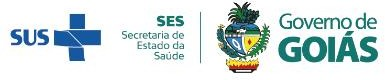 SUS
SES
Secretaria de
Estado da
Saúde
Governo de
GOIÁS